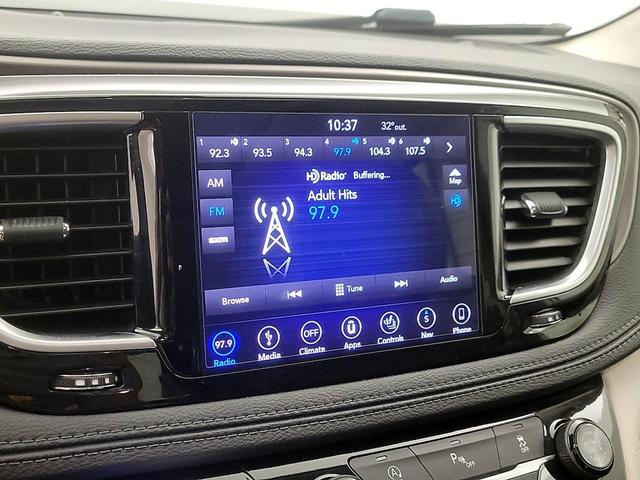 10:37 32° out.
1 2 3 4 5 6
92.3 93.5 94.3 97.9 104.3 107.5
HD Radio Buffering...
AM Adult Hits Map
FM 97.9
sxm
Browse Tune Audio
97.9 OFF S
Radio Media Climate Apps Controls Nav Phone
A P OFF OFF